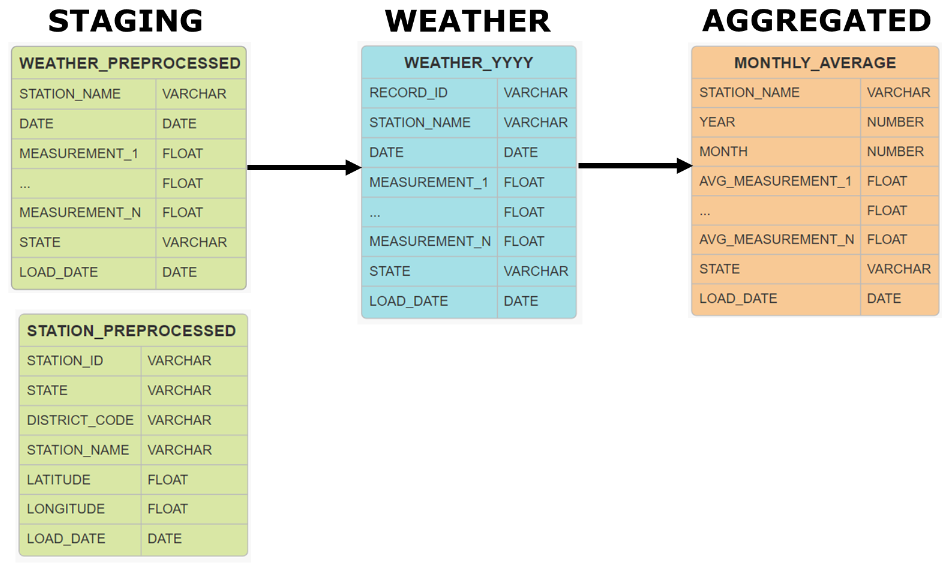 STAGING
WEATHER_PREPROCESSED
STATION_NAME VARCHAR
DATE DATE
MEASUREMENT_1 FLOAT
... FLOAT
MEASUREMENT_N FLOAT
STATE VARCHAR
LOAD_DATE DATE
STATION_PREPROCESSED
STATION_ID VARCHAR
STATE VARCHAR
DISTRICT_CODE VARCHAR
STATION_NAME VARCHAR
LATITUDE FLOAT
LONGITUDE FLOAT
LOAD_DATE DATE
WEATHER
WEATHER_YYYY
RECORD_ID VARCHAR
STATION_NAME VARCHAR
DATE DATE
MEASUREMENT_1 FLOAT
... FLOAT
MEASUREMENT_N FLOAT
STATE VARCHAR
LOAD_DATE DATE
AGGREGATED
MONTHLY_AVERAGE
STATION_NAME VARCHAR
YEAR NUMBER
MONTH NUMBER
AVG_MEASUREMENT_1 FLOAT
... FLOAT
AVG_MEASUREMENT_N FLOAT
STATE VARCHAR
LOAD_DATE DATE